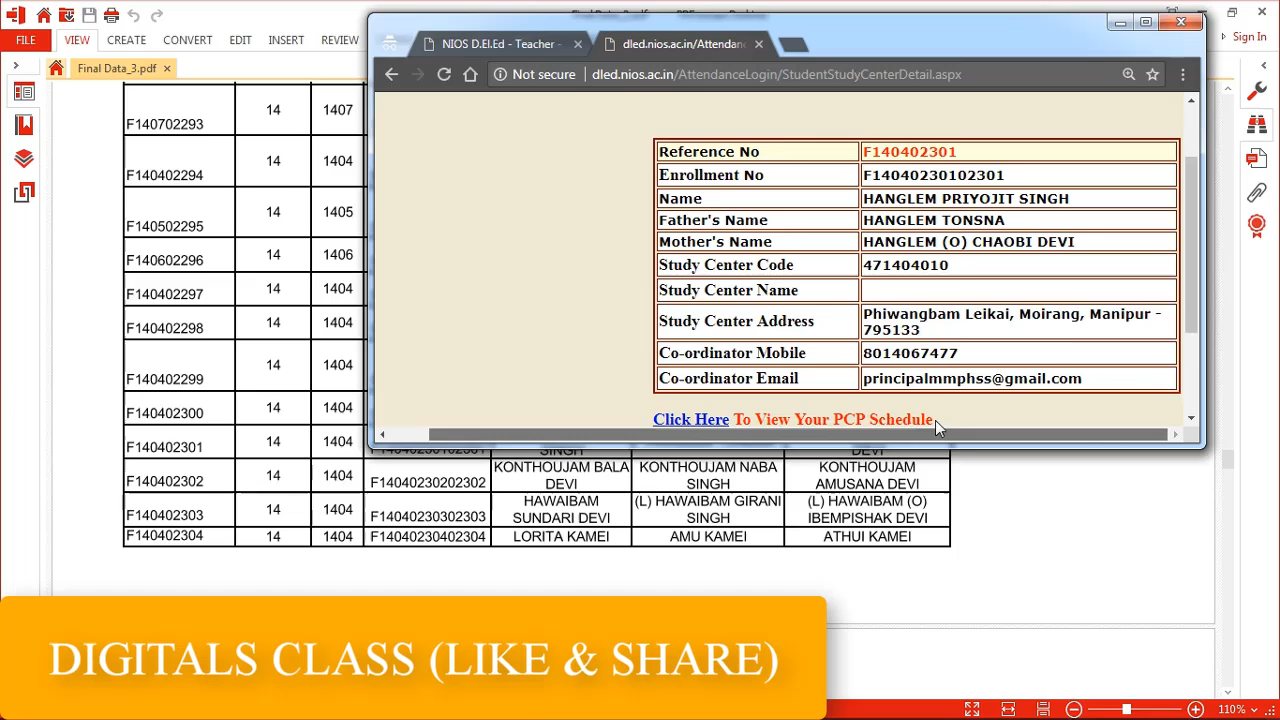 Sign In
FILE VIEW CREATE CONVERT EDIT INSERT REVIEW
Final Data_3.pdf
NIOS D.El.Ed - Teacher -
dled.nios.ac.in/Attendanc
Not secure dled.nios.ac.in/AttendanceLogin/StudentStudyCenterDetail.aspx
Reference No F140402301
Enrollment No F14040230102301
Name HANGLEM PRIYOJIT SINGH
Father's Name HANGLEM TONSNA
Mother's Name HANGLEM (O) CHAOBI DEVI
Study Center Code 471404010
Study Center Name
Study Center Address Phiwangbam Leikai, Moirang, Manipur -
795133
Co-ordinator Mobile 8014067477
Co-ordinator Email principalmmphss@gmail.com
Click Here To View Your PCP Schedule
F140702293 14 1407
F140402294 14 1404
F140502295 14 1405
F140602296 14 1406
F140402297 14 1404
F140402298 14 1404
F140402299 14 1404
F140402300 14 1404
F140402301 14 1404
SINGH DEVI
F140402302 14 1404 F14040230202302 KONTHOUJAM BALA KONTHOUJAM NABA KONTHOUJAM
DEVI SINGH AMUSANA DEVI
F140402303 14 1404 F14040230302303 HAWAIBAM (L) HAWAIBAM GIRANI (L) HAWAIBAM (O)
SUNDARI DEVI SINGH IBEMPISHAK DEVI
F140402304 14 1404 F14040230402304 LORITA KAMEI AMU KAMEI ATHUI KAMEI
DIGITALS CLASS (LIKE & SHARE)
110%